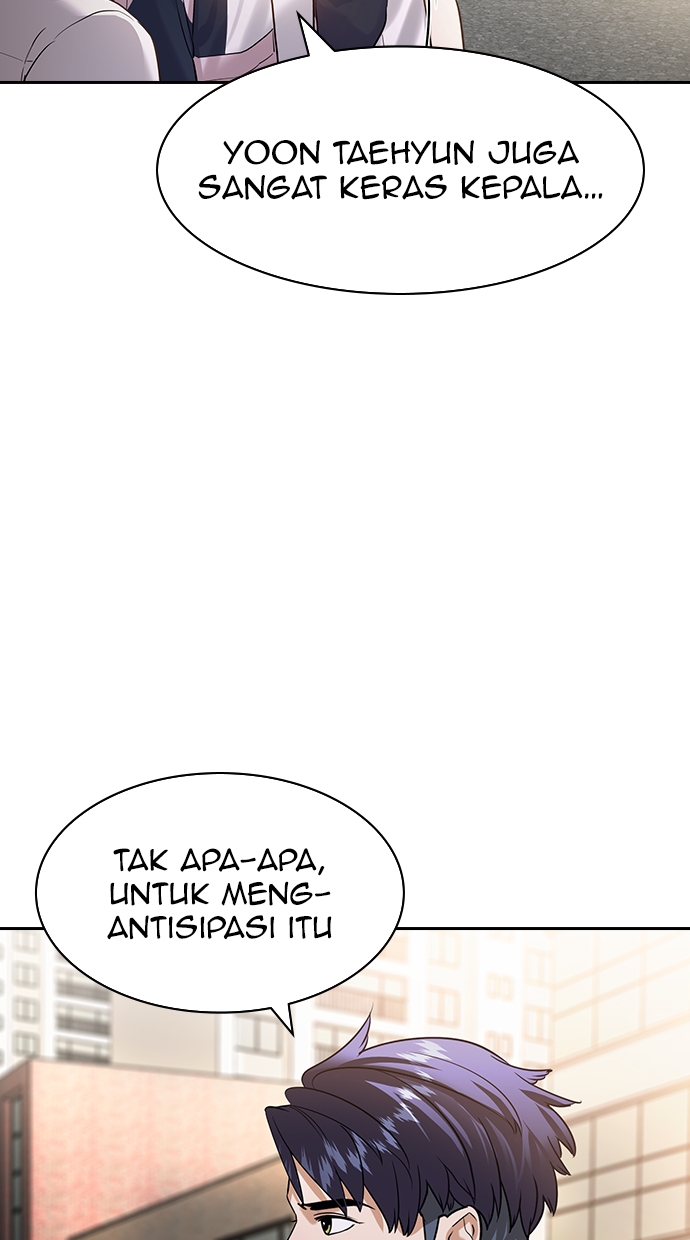 YOON TAEHYUN JUGA
SANGAT KERAS KEPALA...
TAK APA-APA,
UNTUK MENG-
ANTISIPASI ITU